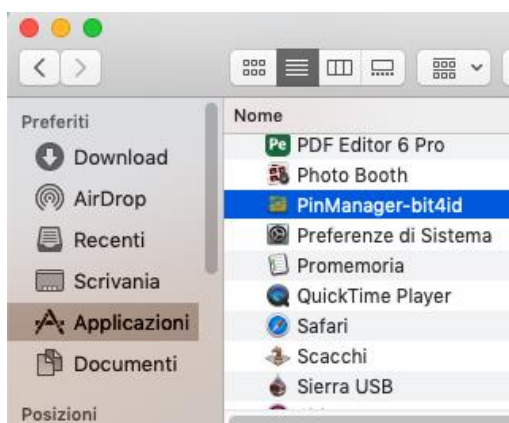 Preferiti
Download
AirDrop
Recenti
Scrivania
Applicazioni
Documenti
Posizioni
Nome
Pe PDF Editor 6 Pro
Photo Booth
PinManager-bit4id
Preferenze di Sistema
Promemoria
QuickTime Player
Safari
Scacchi
Sierra USB